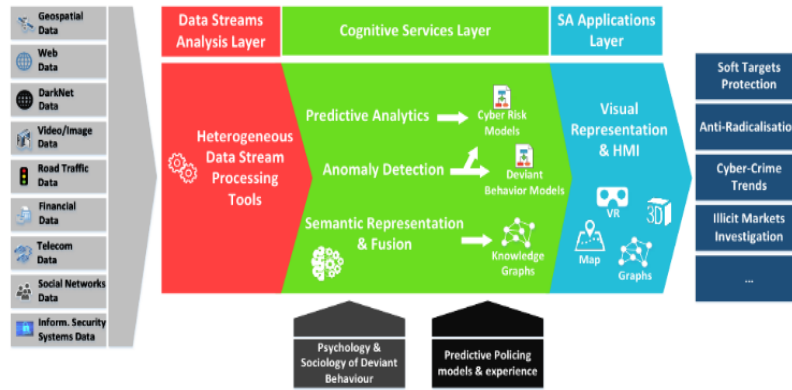 Geospatial
Data
Web
Data
DarkNet
Data
Video/Image
Data
Road Traffic
Data
Financial
Data
Telecom
Data
Social Networks
Data
Inform. Security
Systems Data
Data Streams
Analysis Layer
Cognitive Services Layer
SA Applications
Layer
Heterogeneous
Data Stream
Processing
Tools
Predictive Analytics
Cyber Risk
Models
Anomaly Detection
Deviant
Behavior Models
Semantic Representation
& Fusion
Knowledge
Graphs
Visual
Representation
& HMI
VR
3D
Map
Graphs
Soft Targets
Protection
Anti-Radicalisation
Cyber-Crime
Trends
Illicit Markets
Investigation
...
Psychology &
Sociology of Deviant
Behaviour
Predictive Policing
models & experience